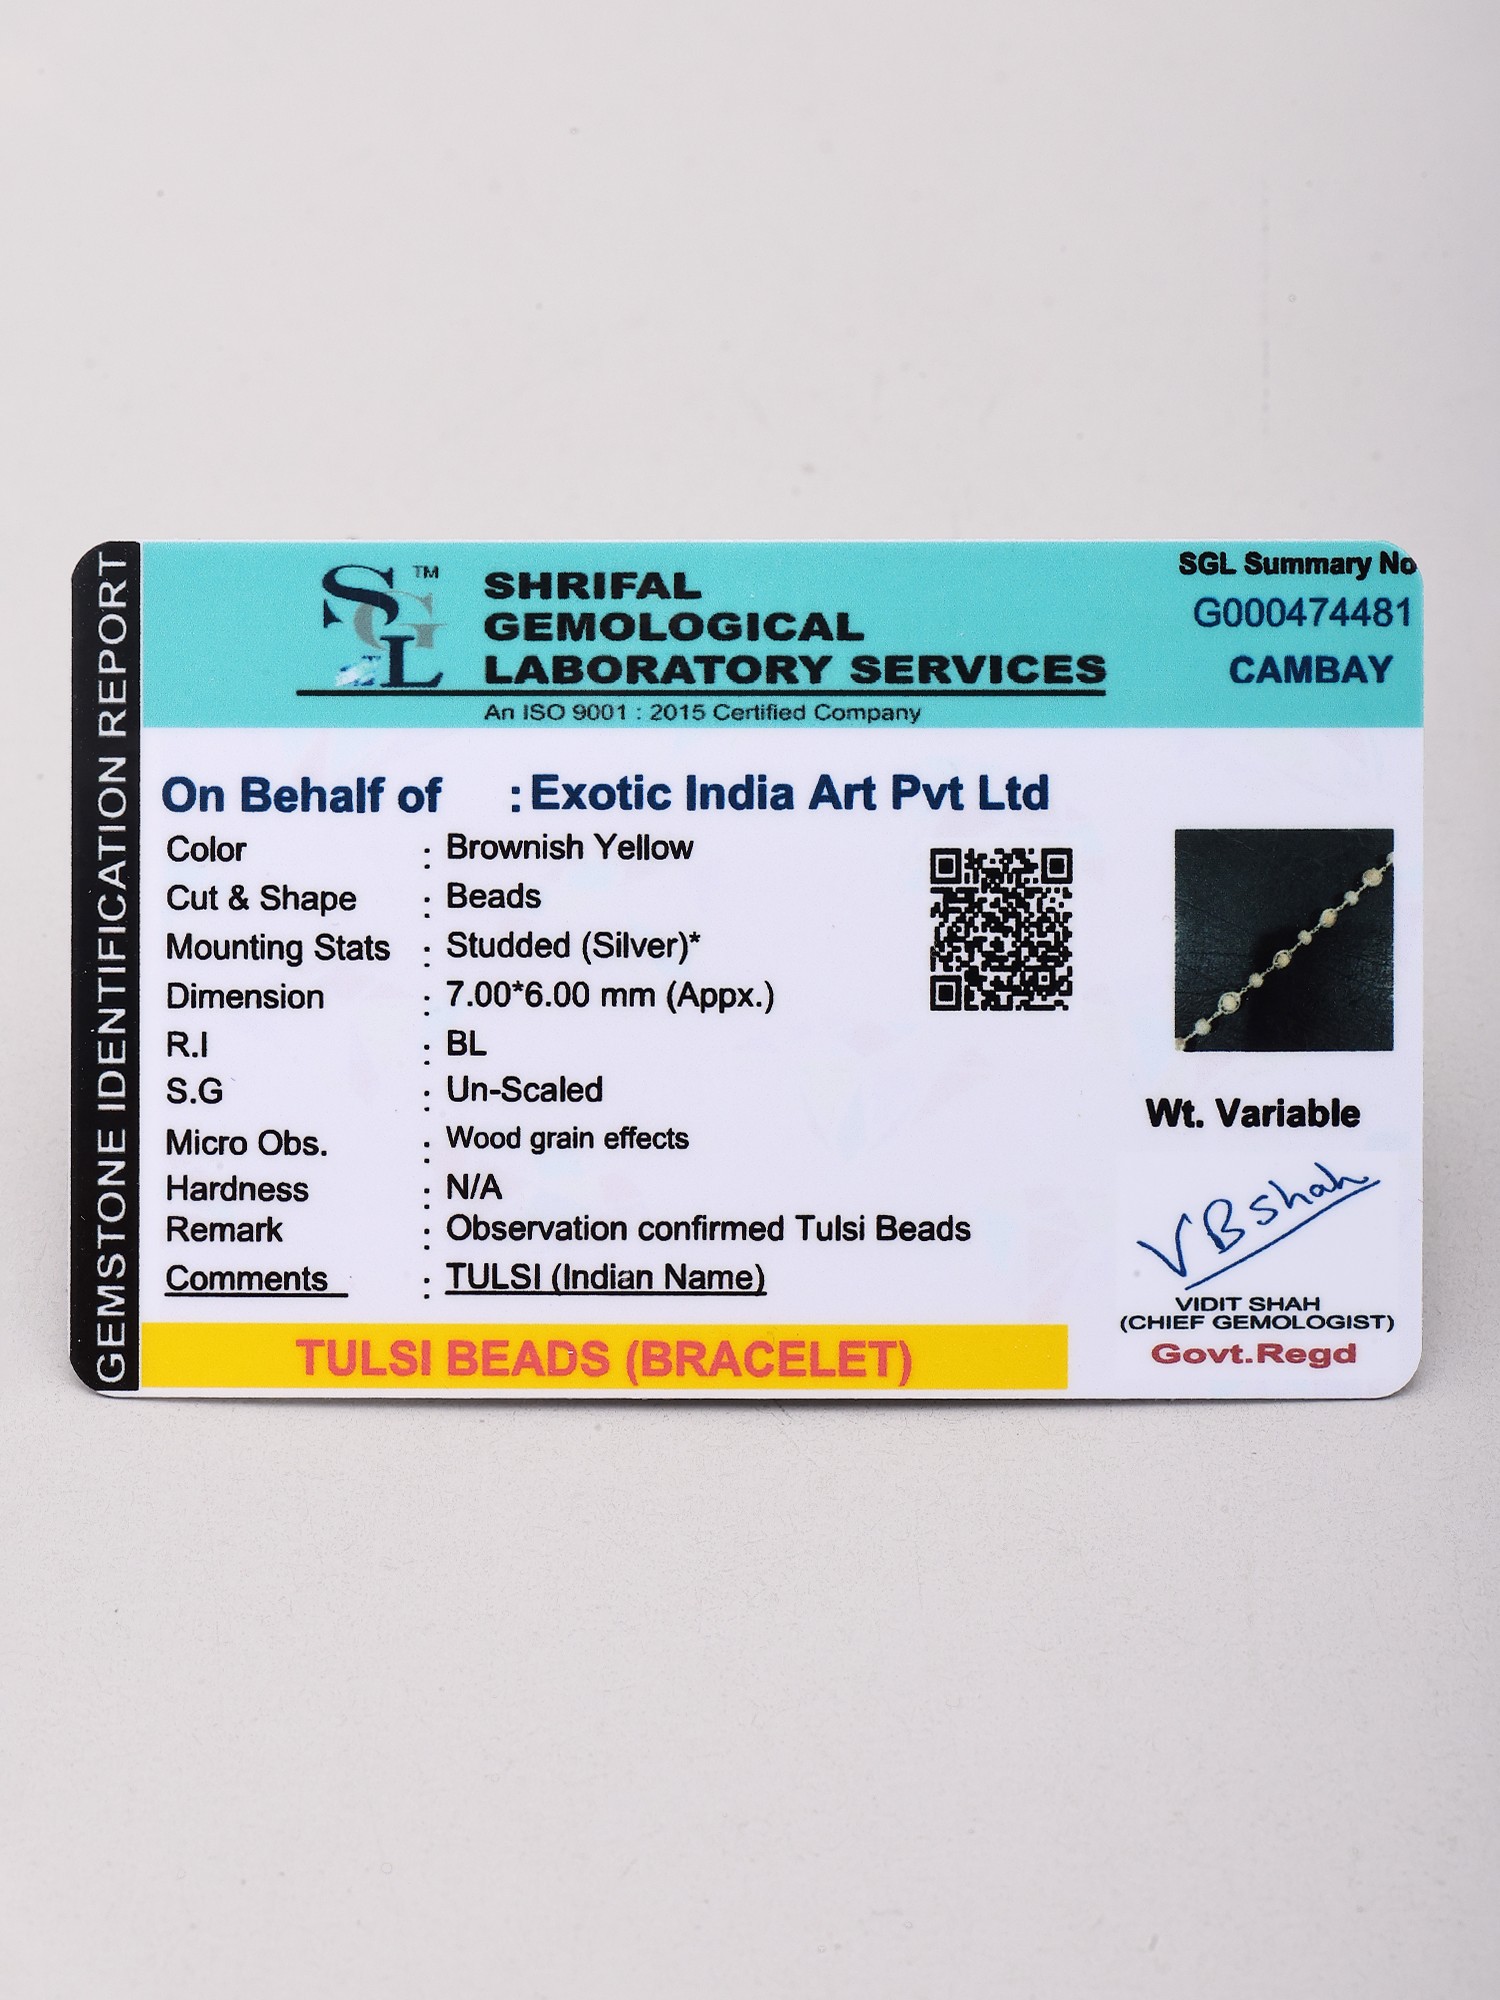 GEMSTONE IDENTIFICATION REPORT
SGL TM
SHRIFAL
GEMOLOGICAL
LABORATORY SERVICES
An ISO 9001 : 2015 Certified Company
SGL Summary No
G000474481
CAMBAY
On Behalf of : Exotic India Art Pvt Ltd
Color : Brownish Yellow
Cut & Shape : Beads
Mounting Stats : Studded (Silver)*
Dimension : 7.00*6.00 mm (Appx.)
R.I : BL
S.G : Un-Scaled
Micro Obs. : Wood grain effects
Hardness : N/A
Remark : Observation confirmed Tulsi Beads
Comments : TULSI (Indian Name)
TULSI BEADS (BRACELET)
Wt. Variable
VBshah
VIDIT SHAH
(CHIEF GEMOLOGIST)
Govt.Regd